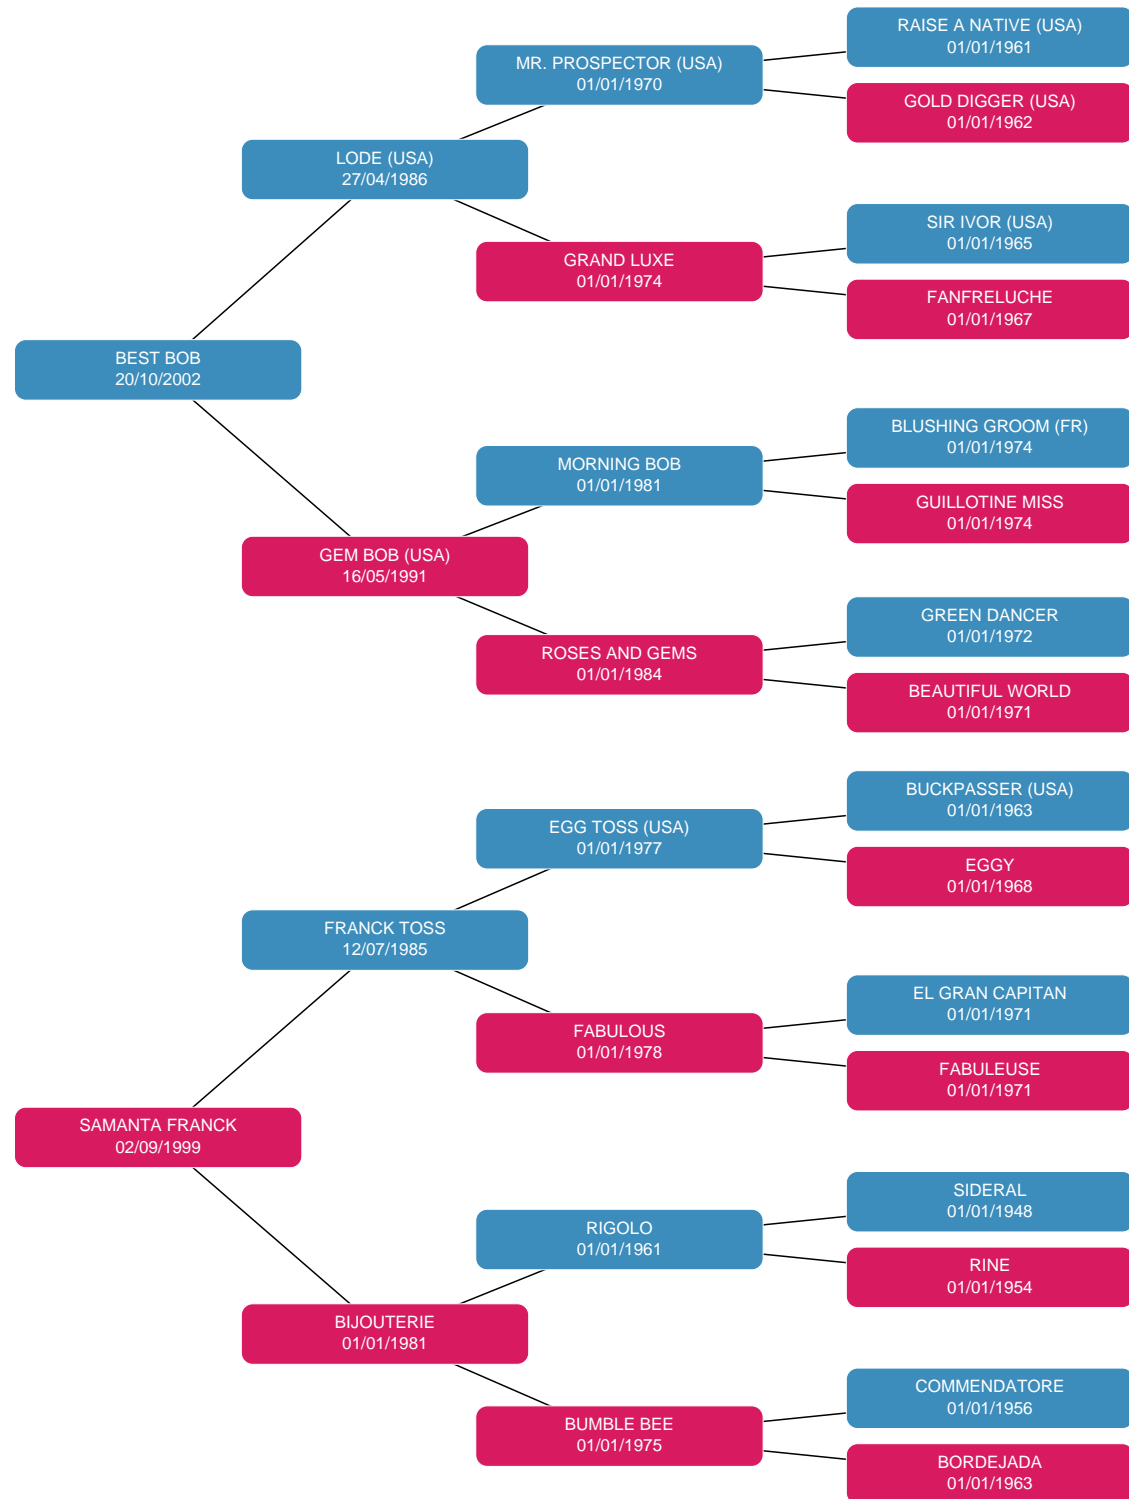 RAISE A NATIVE (USA)
01/01/1961
MR. PROSPECTOR (USA)
01/01/1970
GOLD DIGGER (USA)
01/01/1962
LODE (USA)
27/04/1986
SIR IVOR (USA)
01/01/1965
GRAND LUXE
01/01/1974
FANFRELUCHE
01/01/1967
BEST BOB
20/10/2002
BLUSHING GROOM (FR)
01/01/1974
MORNING BOB
01/01/1981
GUILLOTINE MISS
01/01/1974
GEM BOB (USA)
16/05/1991
GREEN DANCER
01/01/1972
ROSES AND GEMS
01/01/1984
BEAUTIFUL WORLD
01/01/1971
BUCKPASSER (USA)
01/01/1963
EGG TOSS (USA)
01/01/1977
EGGY
01/01/1968
FRANCK TOSS
12/07/1985
EL GRAN CAPITAN
01/01/1971
FABULOUS
01/01/1978
FABULEUSE
01/01/1971
SAMANTA FRANCK
02/09/1999
SIDERAL
01/01/1948
RIGOLO
01/01/1961
RINE
01/01/1954
BIJOUTERIE
01/01/1981
COMMENDATORE
01/01/1956
BUMBLE BEE
01/01/1975
BORDEJADA
01/01/1963